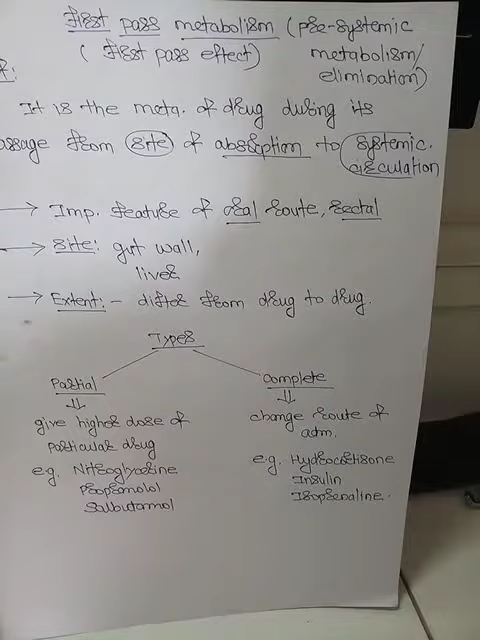 First pass metabolism (pre-systemic
( First pass effect) metabolism/
elimination)
It is the meta. of drug during its
ssage from site of absorption to systemic
circulation
→ Imp. feature of oral route, rectal
→ Site: gut wall,
liver
→ Extent: - differ from drug to drug.
Types
Partial
⇓
give higher dose of
particular drug
e.g. Nitroglycerine
Propranolol
Salbutamol
Complete
⇓
change route of
adm.
e.g. Hydrocortisone
Insulin
Isoprenaline.